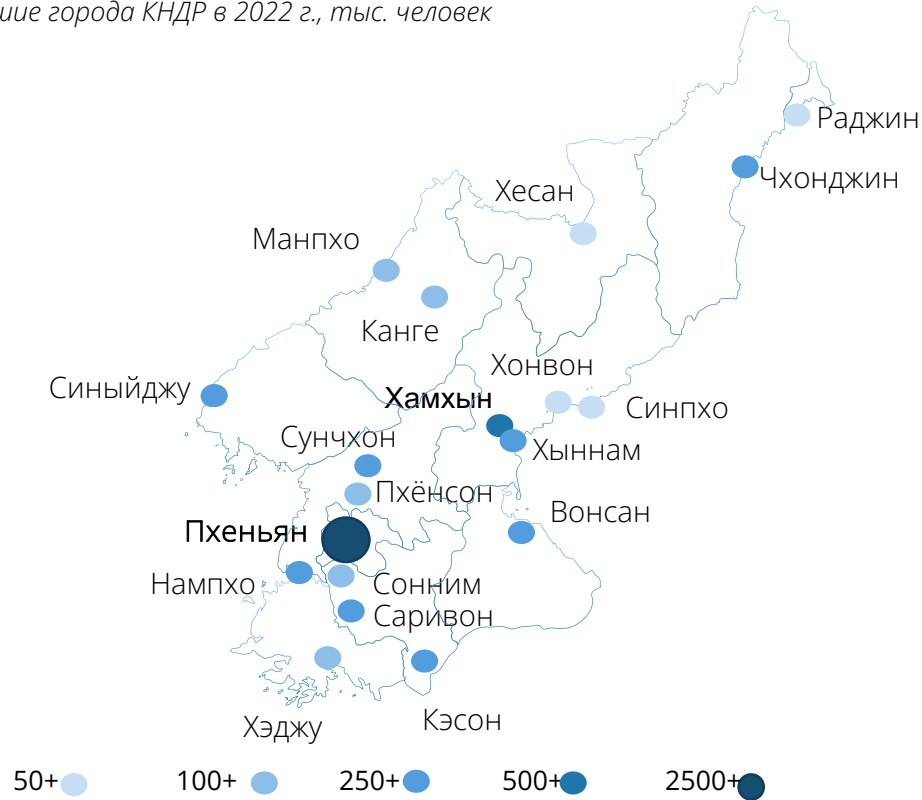 шие города КНДР в 2022 г., тыс. человек
Раджин
Чхонджин
Хесан
Манпхо
Канге
Хонвон
Синыйджу
Хамхын
Синпхо
Сунчхон
Хыннам
Пхёнсон
Вонсан
Пхеньян
Нампхо
Сонним
Саривон
Хэджу
Кэсон
50+ 100+ 250+ 500+ 2500+